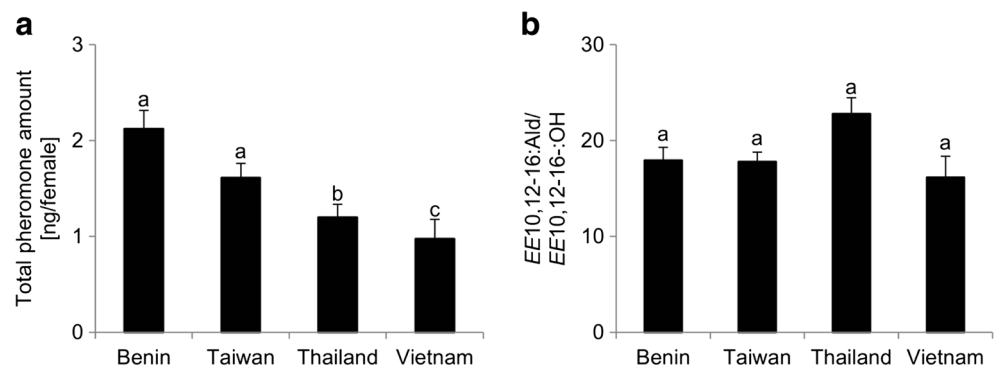 a
Total pheromone amount
[ng/female]
3
2
1
0
a
a
b
c
Benin Taiwan Thailand Vietnam
b
EE10,12-16:Ald/
EE10,12-16-:OH
30
20
10
0
a
a
a
a
Benin Taiwan Thailand Vietnam